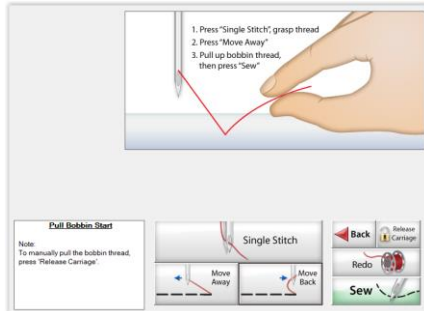 1. Press "Single Stitch", grasp thread
2. Press "Move Away"
3. Pull up bobbin thread,
then press "Sew"
Pull Bobbin Start
Note:
To manually pull the bobbin thread,
press 'Release Carriage'.
Single Stitch
Move
Away
Move
Back
Back
Release
Carriage
Redo
Sew